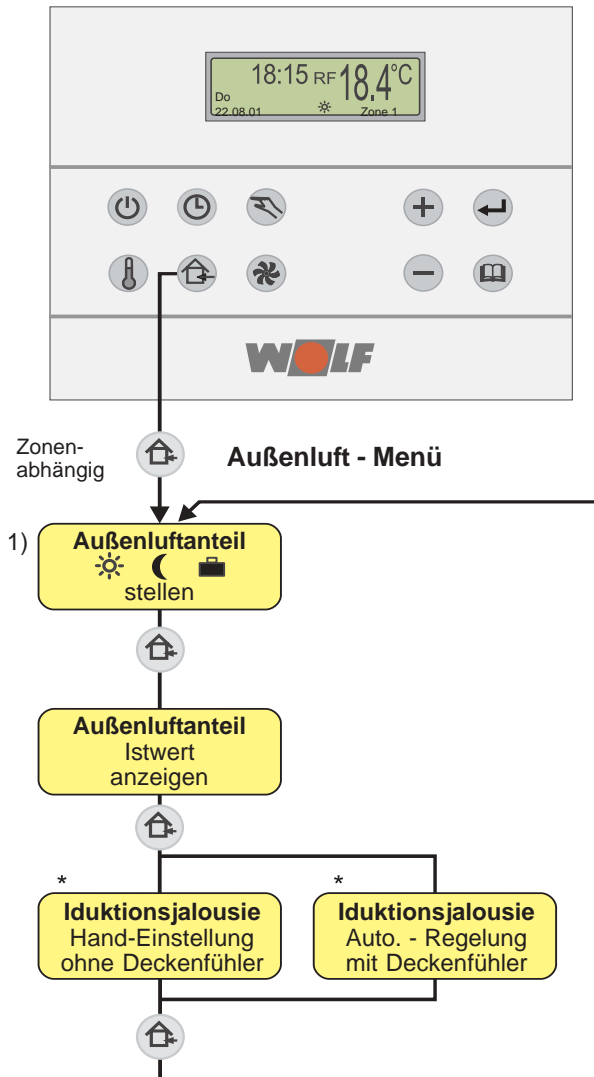 18:15 RF 18.4°C
Do
22.08.01 Zone 1
WOLF
Zonen-
abhängig
Außenluft - Menü
1)
Außenluftanteil
stellen
Außenluftanteil
Istwert
anzeigen
* *
Iduktionsjalousie
Hand-Einstellung
ohne Deckenfühler
Iduktionsjalousie
Auto. - Regelung
mit Deckenfühler